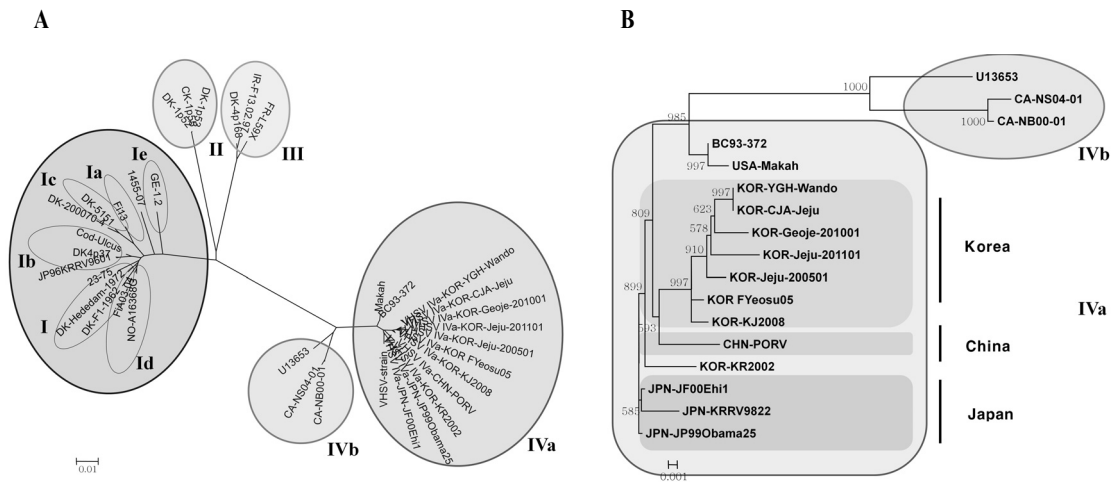 A
DK-1p53
CK-1p55
DK-1p52
II
IR-F13.02.97
FR-L59X
DK-4p168
III
Ie
Ia
Ic
GE-1.2
1455-07
Fi13
DK-5151
DK-200070-4
Cod-Ulcus
DK4p37
JP96KRRV9601
Ib
23-75
DK-Hededam-1972
DK-F1-1962
NO-A16368G
I
Id
U13653
CA-NS04-01
CA-NB00-01
IVb
Makah
BC93-372
VHSV IVa-KOR-YGH-Wando
VHSV IVa-KOR-CJA-Jeju
IVa-KOR-Geoje-201001
VHSV IVa-KOR-Jeju-201101
IVa-KOR-Jeju-200501
IVa-KOR FYeosu05
IVa-KOR-KJ2008
IVa-CHN-PORV
IVa-KOR-KR2002
IVa-JPN-JP99Obama25
IVa-JPN-JF00Ehi1
VHSV-strain
IVa
0.01
B
1000
U13653
CA-NS04-01
1000
CA-NB00-01
IVb
985
BC93-372
997
USA-Makah
809
997
KOR-YGH-Wando
623
KOR-CJA-Jeju
578
KOR-Geoje-201001
910
KOR-Jeju-201101
997
KOR-Jeju-200501
899
KOR FYeosu05
593
KOR-KJ2008
Korea
IVa
CHN-PORV
China
KOR-KR2002
JPN-JF00Ehi1
585
JPN-KRRV9822
Japan
JPN-JP99Obama25
0.001